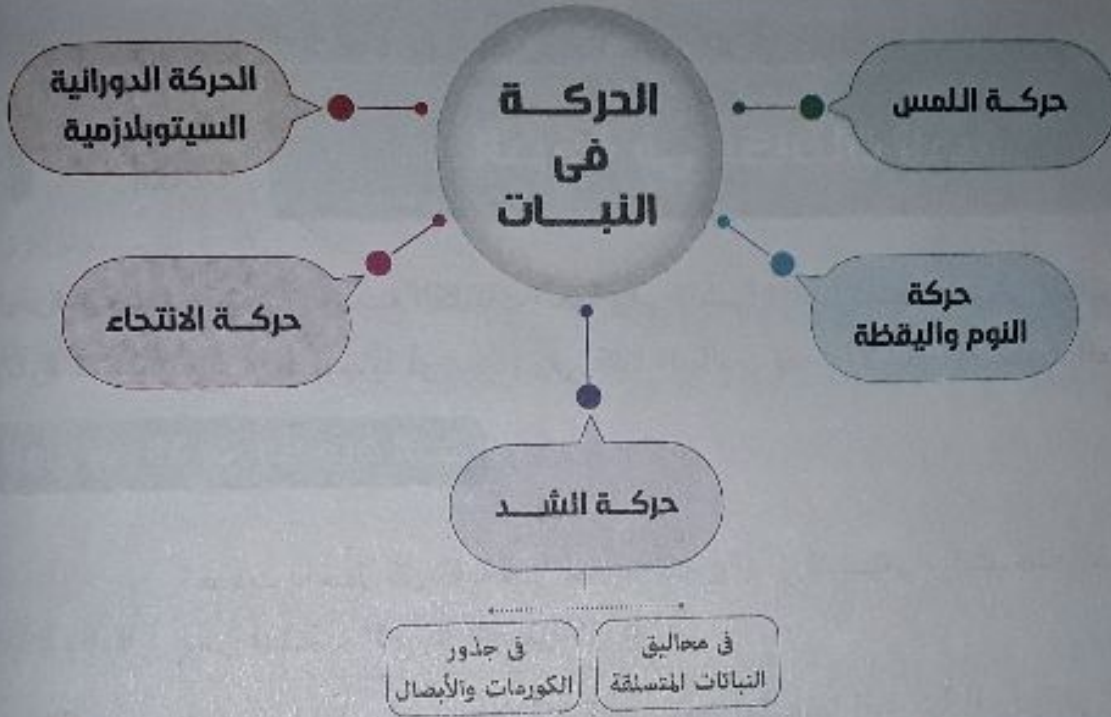 الحركة
فى
النبات
حركة اللمس
حركة
النوم واليقظة
حركة الشد
فى محاليق
النباتات المتسلقة
فى جذور
الكورمات والأبصال
حركة الانتحاء
الحركة الدورانية
السيتوبلازمية